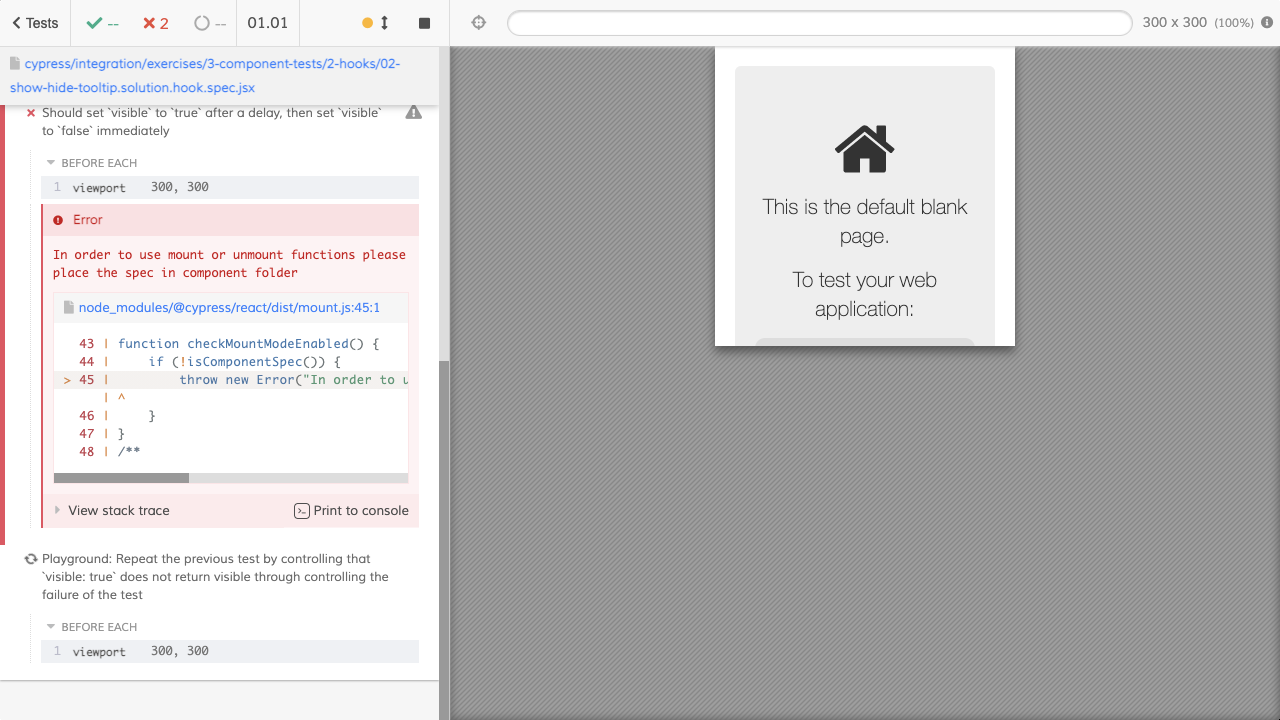 Tests
--
2
--
01.01
300 x 300 (100%)
cypress/integration/exercises/3-component-tests/2-hooks/02-
show-hide-tooltip.solution.hook.spec.jsx
Should set `visible` to `true` after a delay, then set `visible`
to `false` immediately
BEFORE EACH
1 viewport 300, 300
Error
In order to use mount or unmount functions please
place the spec in component folder
node_modules/@cypress/react/dist/mount.js:45:1
43 | function checkMountModeEnabled() {
44 | if (!isComponentSpec()) {
> 45 | throw new Error("In order to u
| ^
46 | }
47 | }
48 | /**
View stack trace
Print to console
Playground: Repeat the previous test by controlling that
`visible: true` does not return visible through controlling the
failure of the test
BEFORE EACH
1 viewport 300, 300
This is the default blank
page.
To test your web
application: